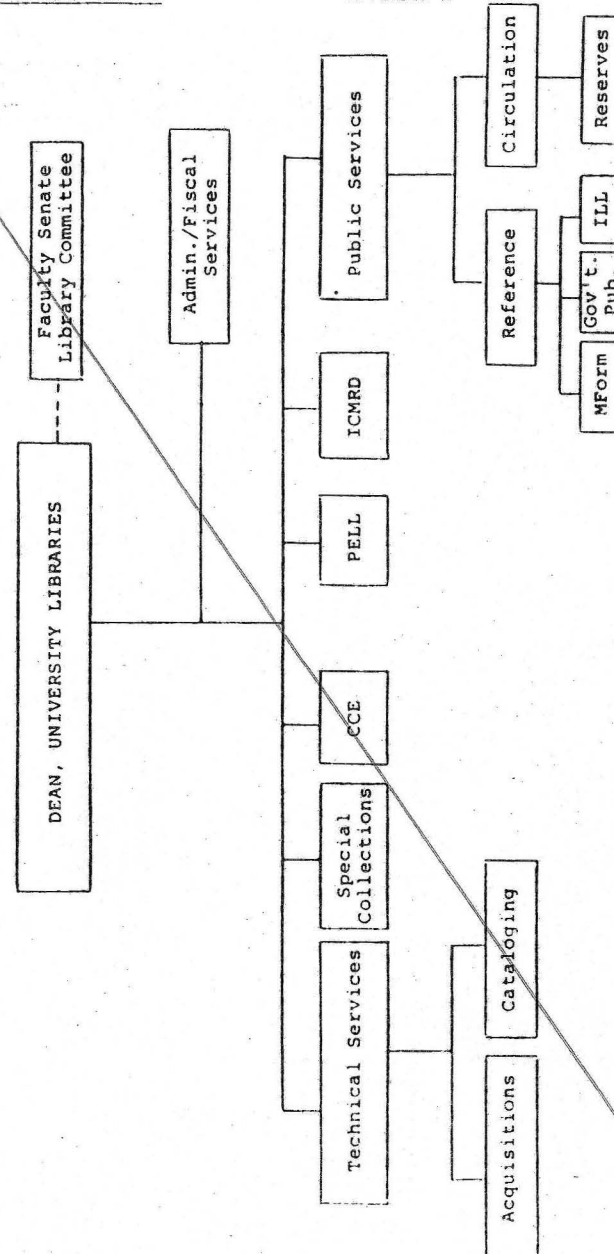 DEAN, UNIVERSITY LIBRARIES
Faculty Senate
Library Committee
Admin./Fiscal
Services
Technical Services
Special
Collections
CCE
PELL
ICMRD
Public Services
Acquisitions
Cataloging
Reference
Circulation
MForm
Gov't.
Pub.
ILL
Reserves